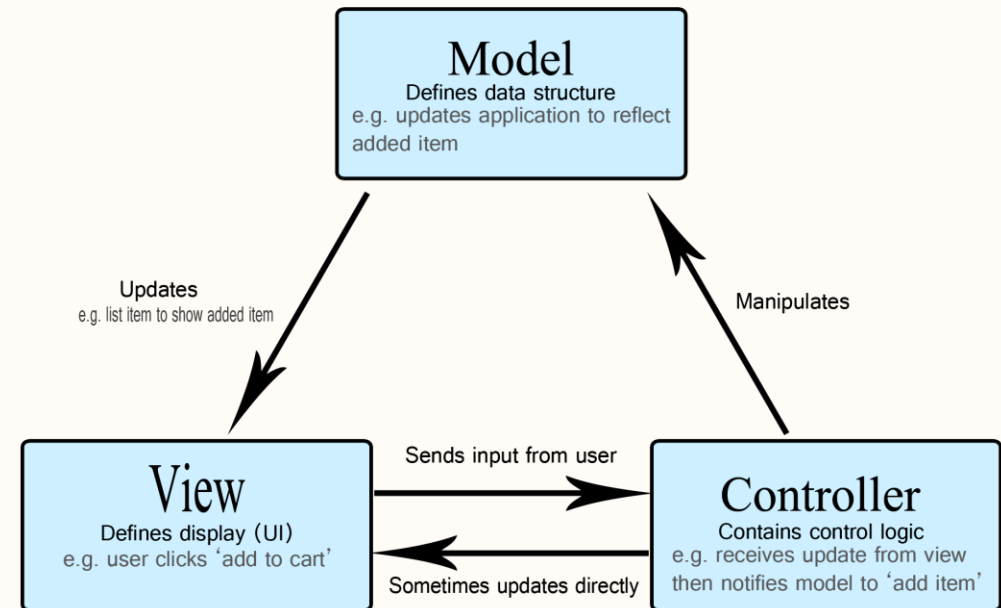 Model
Defines data structure
e.g. updates application to reflect
added item
Updates
e.g. list item to show added item
Manipulates
Sends input from user
View
Defines display (UI)
e.g. user clicks ‘add to cart’
Controller
Contains control logic
e.g. receives update from view
then notifies model to ‘add item’
Sometimes updates directly